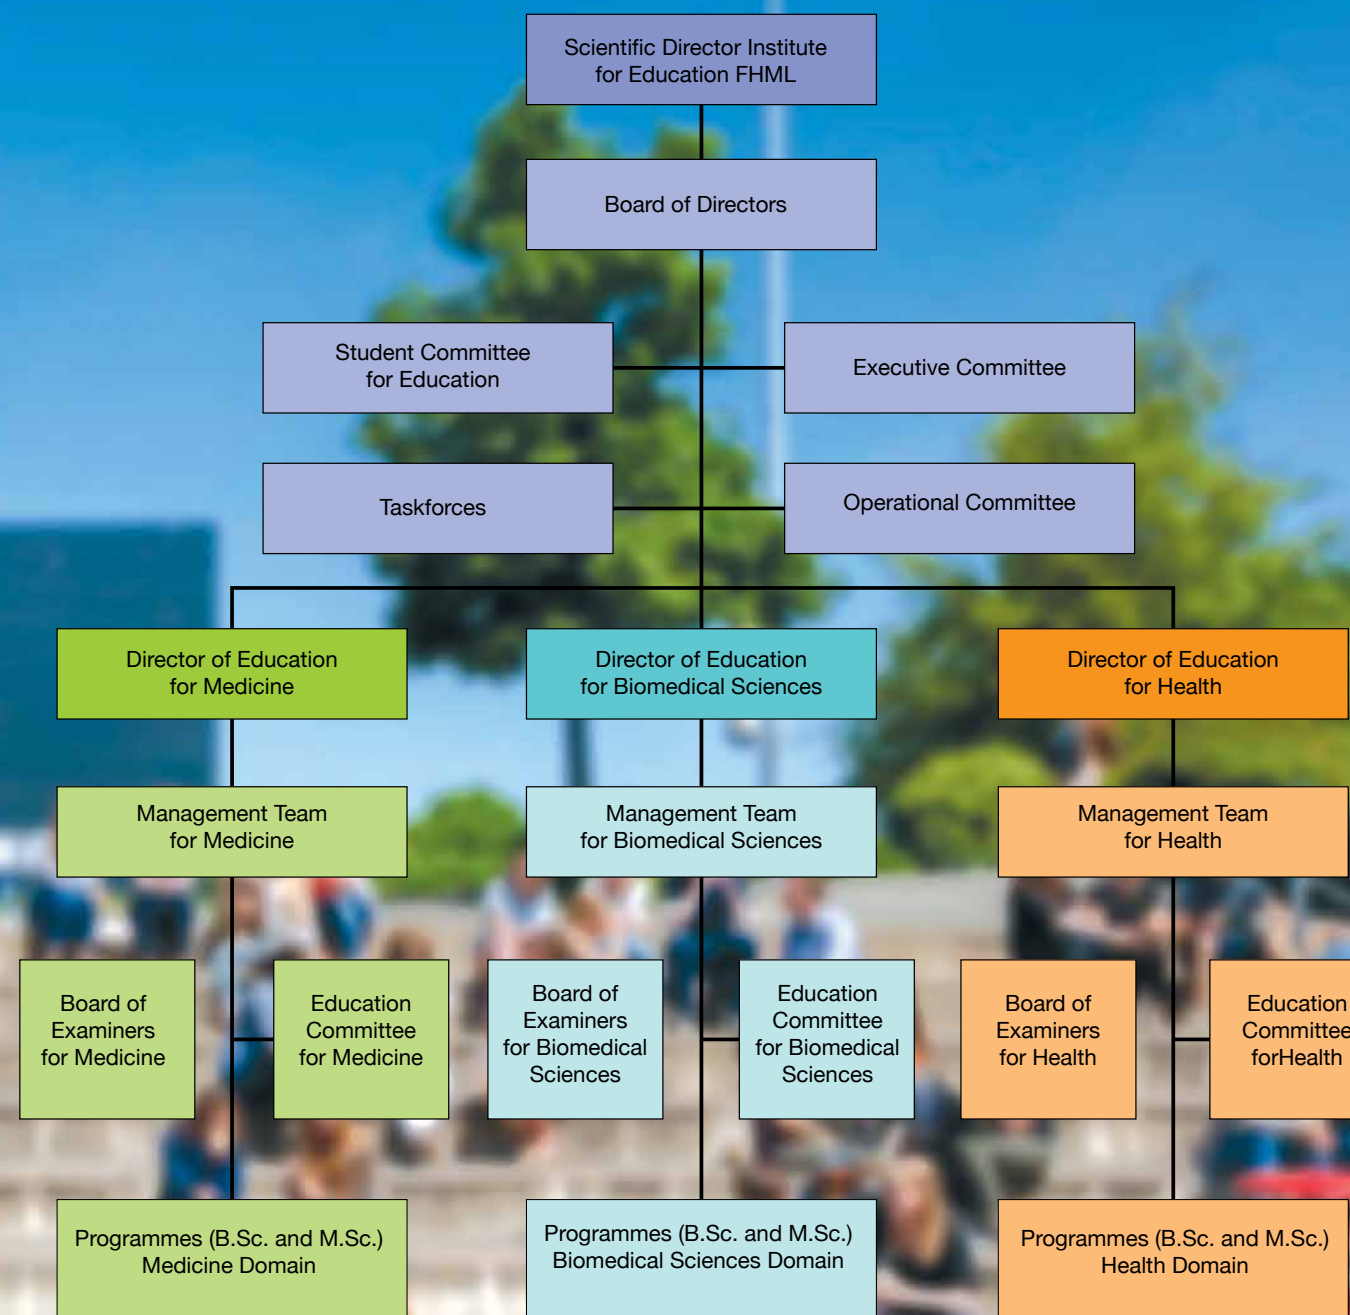 Scientific Director Institute
for Education FHML
Board of Directors
Student Committee
for Education
Executive Committee
Taskforces
Operational Committee
Director of Education
for Medicine
Director of Education
for Biomedical Sciences
Director of Education
for Health
Management Team
for Medicine
Management Team
for Biomedical Sciences
Management Team
for Health
Board of
Examiners
for Medicine
Education
Committee
for Medicine
Board of
Examiners
for Biomedical
Sciences
Education
Committee
for Biomedical
Sciences
Board of
Examiners
for Health
Education
Committee
forHealth
Programmes (B.Sc. and M.Sc.)
Medicine Domain
Programmes (B.Sc. and M.Sc.)
Biomedical Sciences Domain
Programmes (B.Sc. and M.Sc.)
Health Domain